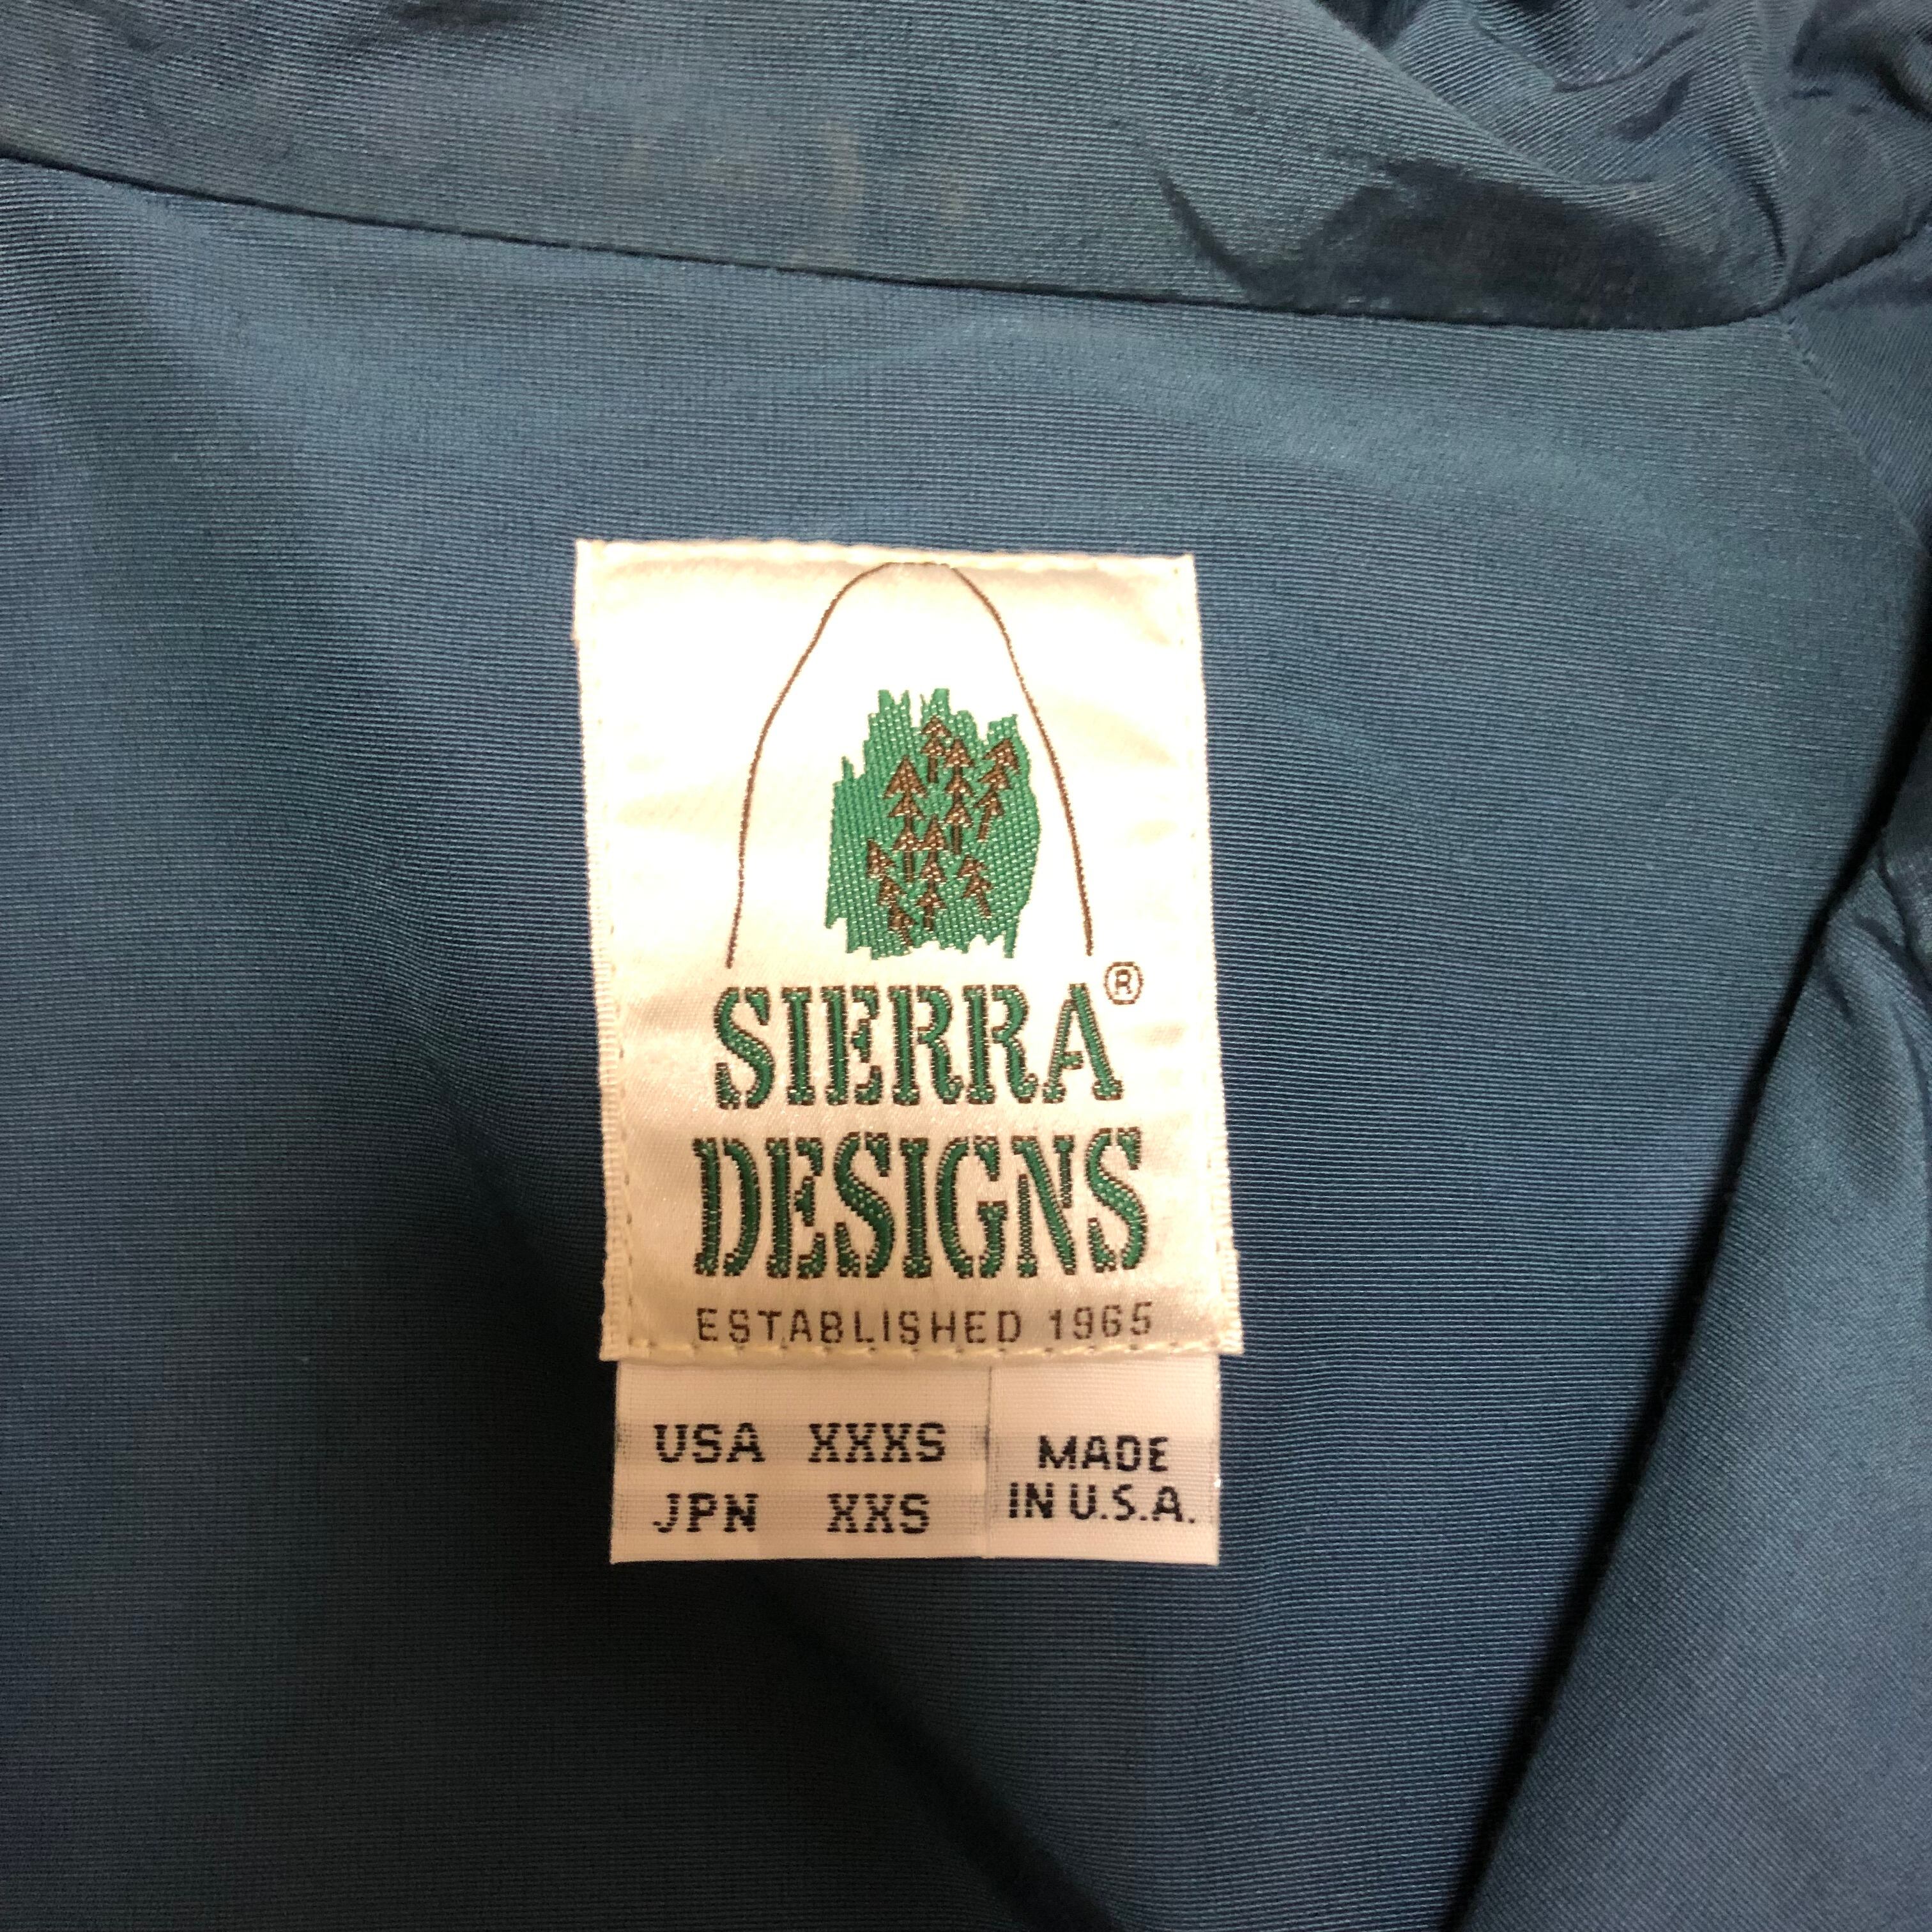 SIERRA®
DESIGNS
ESTABLISHED 1965
USA XXXS
JPN XXS
MADE
IN U.S.A.